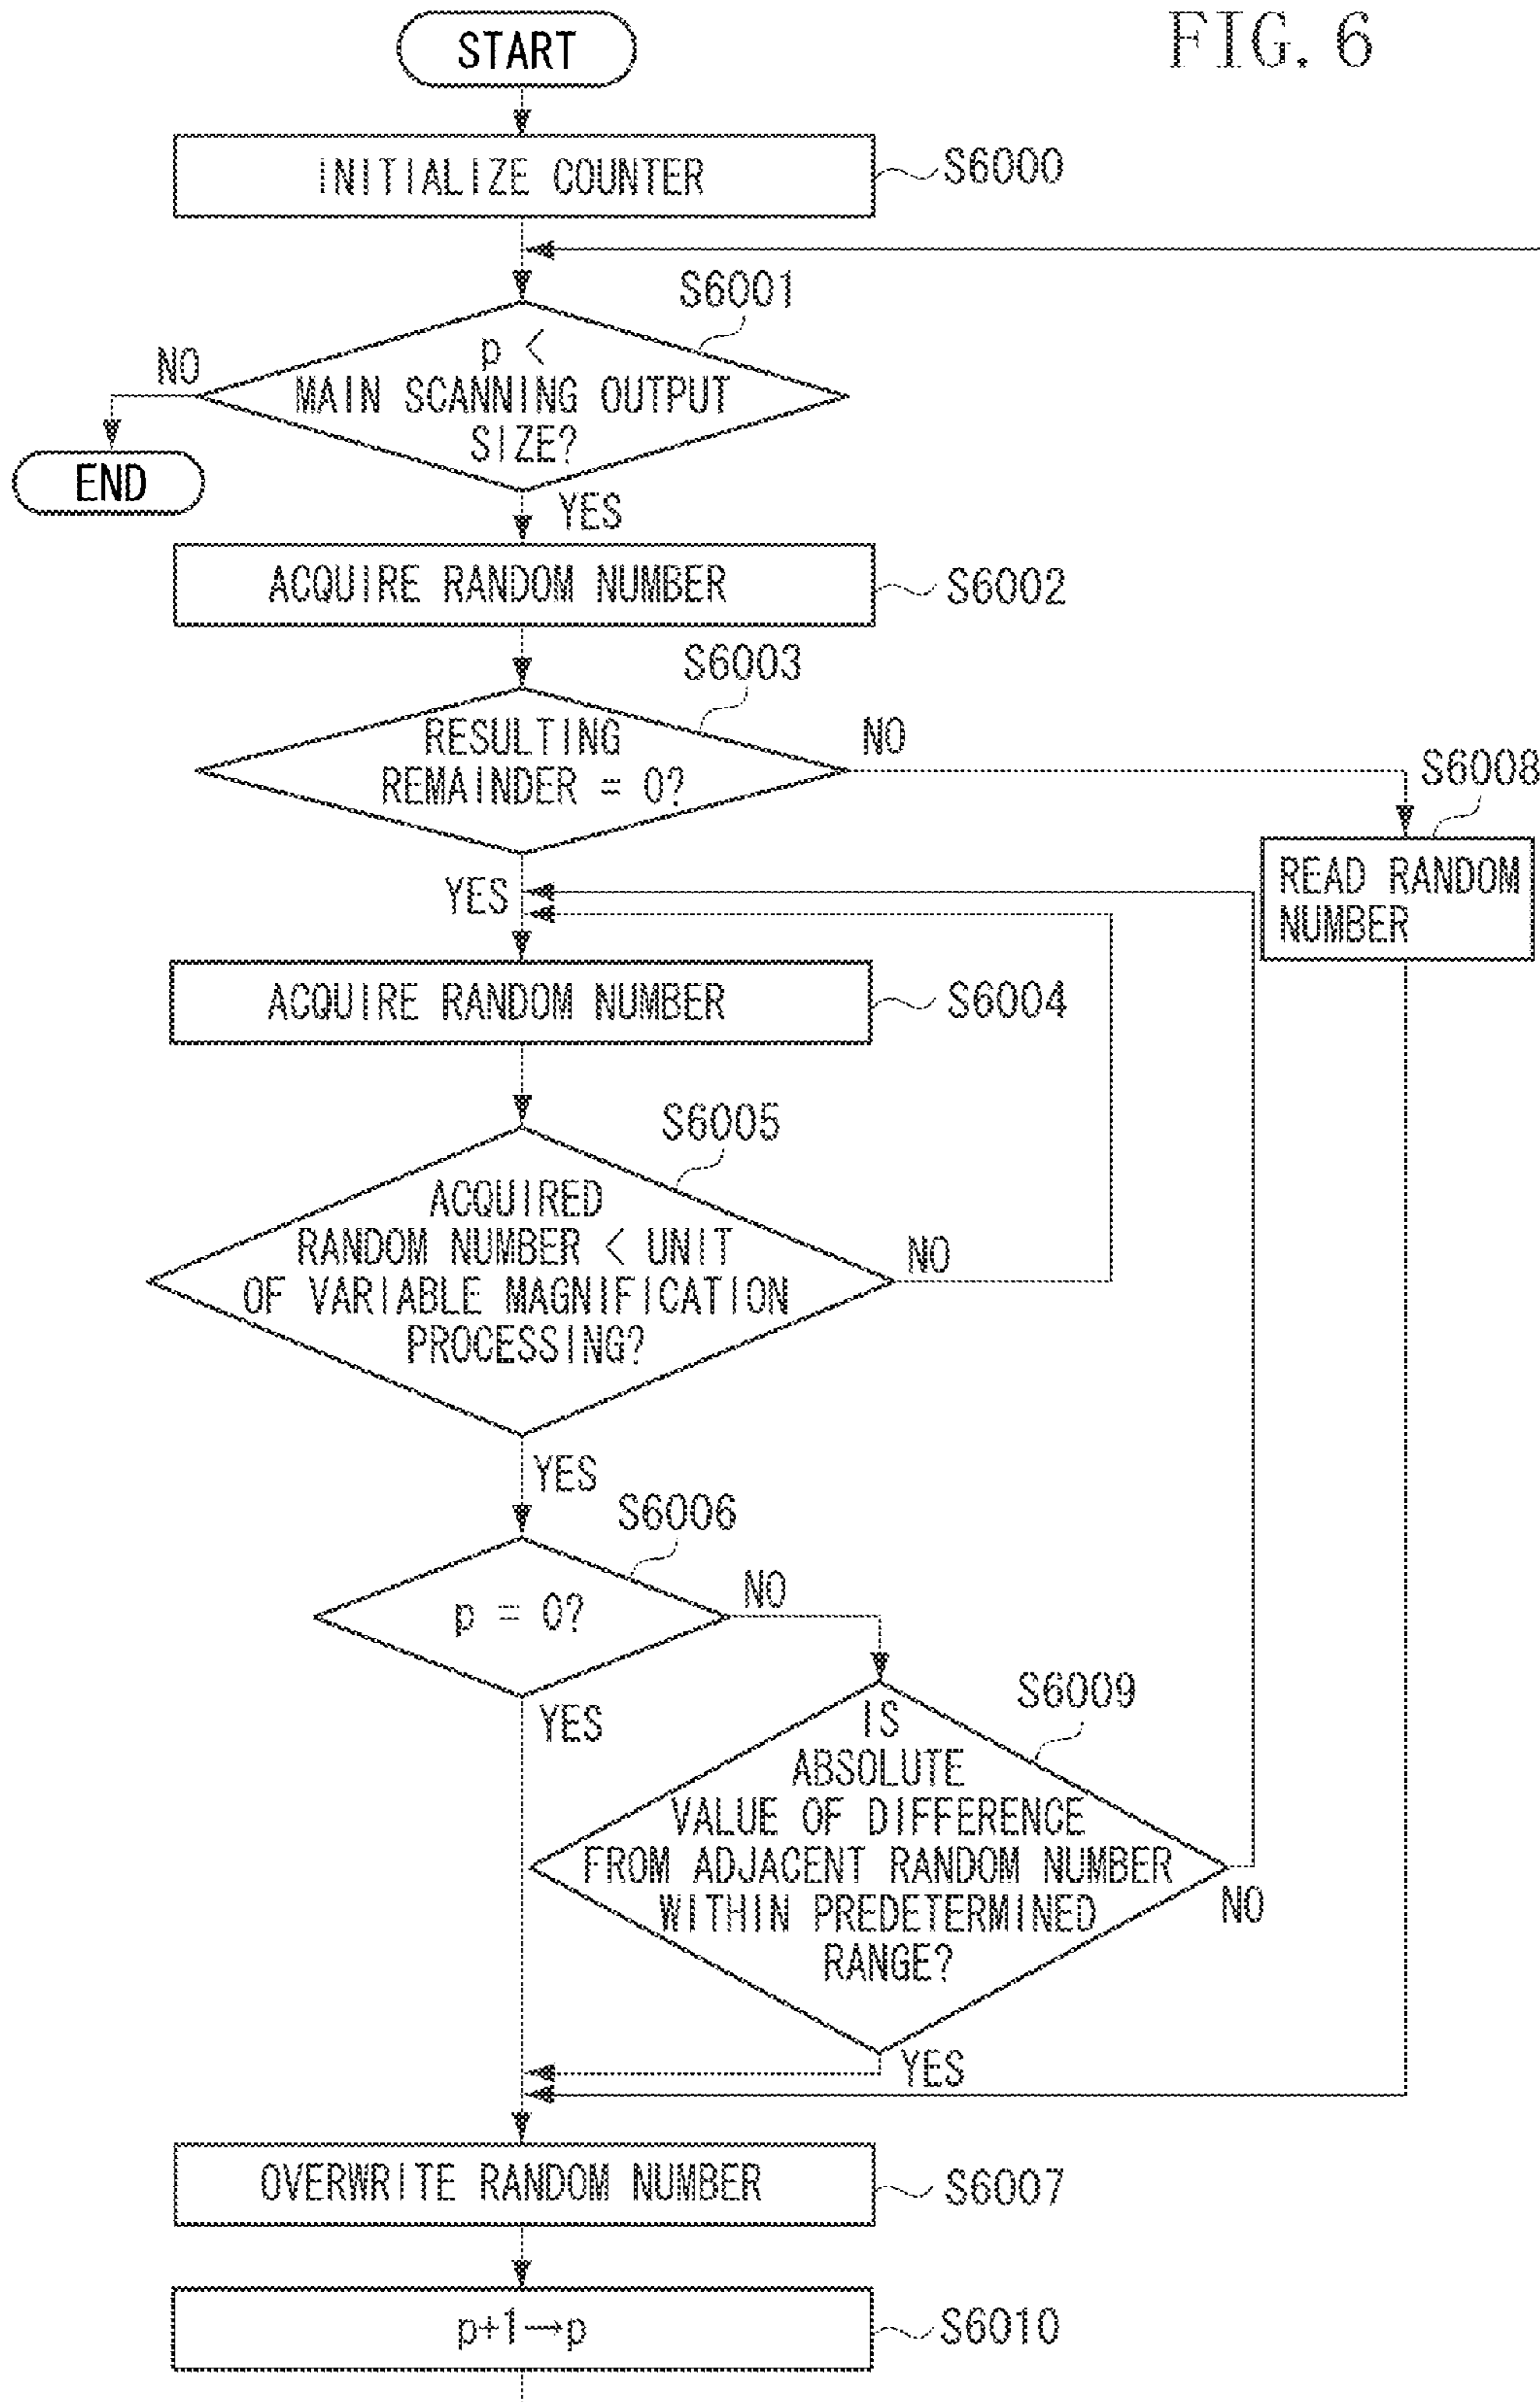 FIG. 6
START
INITIALIZE COUNTER
S6000
S6001
p <
MAIN SCANNING OUTPUT
SIZE?
NO
END
YES
ACQUIRE RANDOM NUMBER
S6002
S6003
RESULTING
REMAINDER = 0?
NO
S6008
READ RANDOM
NUMBER
YES
ACQUIRE RANDOM NUMBER
S6004
S6005
ACQUIRED
RANDOM NUMBER < UNIT
OF VARIABLE MAGNIFICATION
PROCESSING?
NO
YES
S6006
p = 0?
NO
YES
S6009
IS
ABSOLUTE
VALUE OF DIFFERENCE
FROM ADJACENT RANDOM NUMBER
WITHIN PREDETERMINED
RANGE?
NO
YES
OVERWRITE RANDOM NUMBER
S6007
p+1→p
S6010